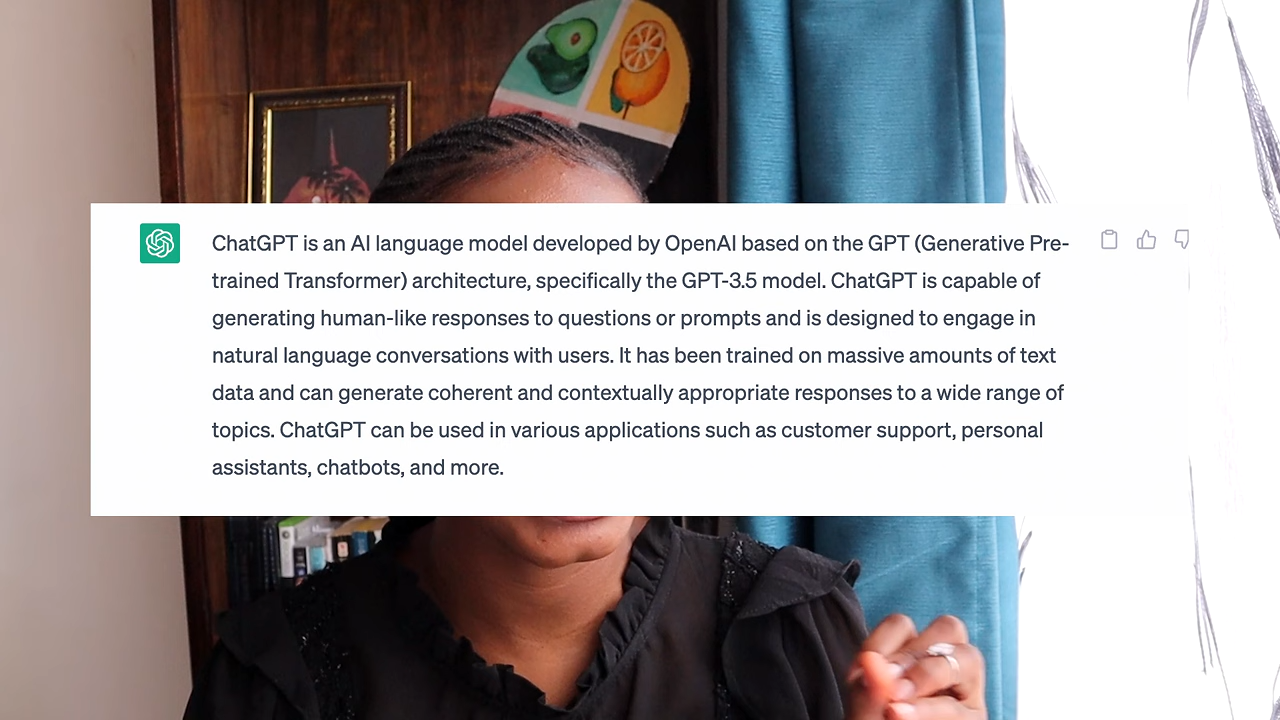 ChatGPT is an AI language model developed by OpenAI based on the GPT (Generative Pre-
trained Transformer) architecture, specifically the GPT-3.5 model. ChatGPT is capable of
generating human-like responses to questions or prompts and is designed to engage in
natural language conversations with users. It has been trained on massive amounts of text
data and can generate coherent and contextually appropriate responses to a wide range of
topics. ChatGPT can be used in various applications such as customer support, personal
assistants, chatbots, and more.